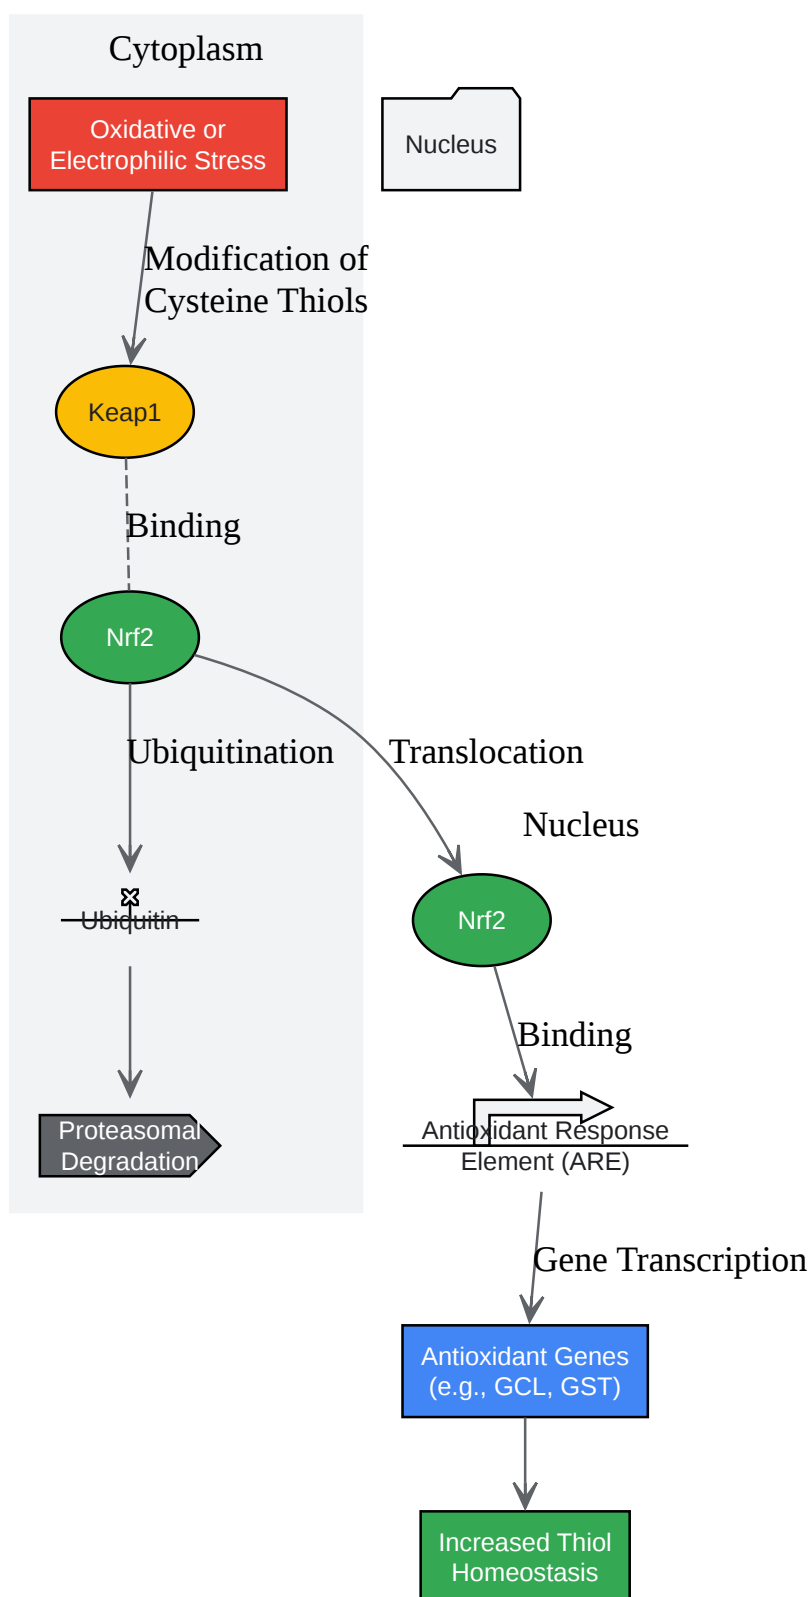 Cytoplasm
Oxidative or
Electrophilic Stress
Nucleus
Modification of
Cysteine Thiols
Keap1
Binding
Nrf2
Ubiquitination
Translocation
Nucleus
Ubiquitin
Nrf2
Binding
Proteasomal
Degradation
Antioxidant Response
Element (ARE)
Gene Transcription
Antioxidant Genes
(e.g., GCL, GST)
Increased Thiol
Homeostasis